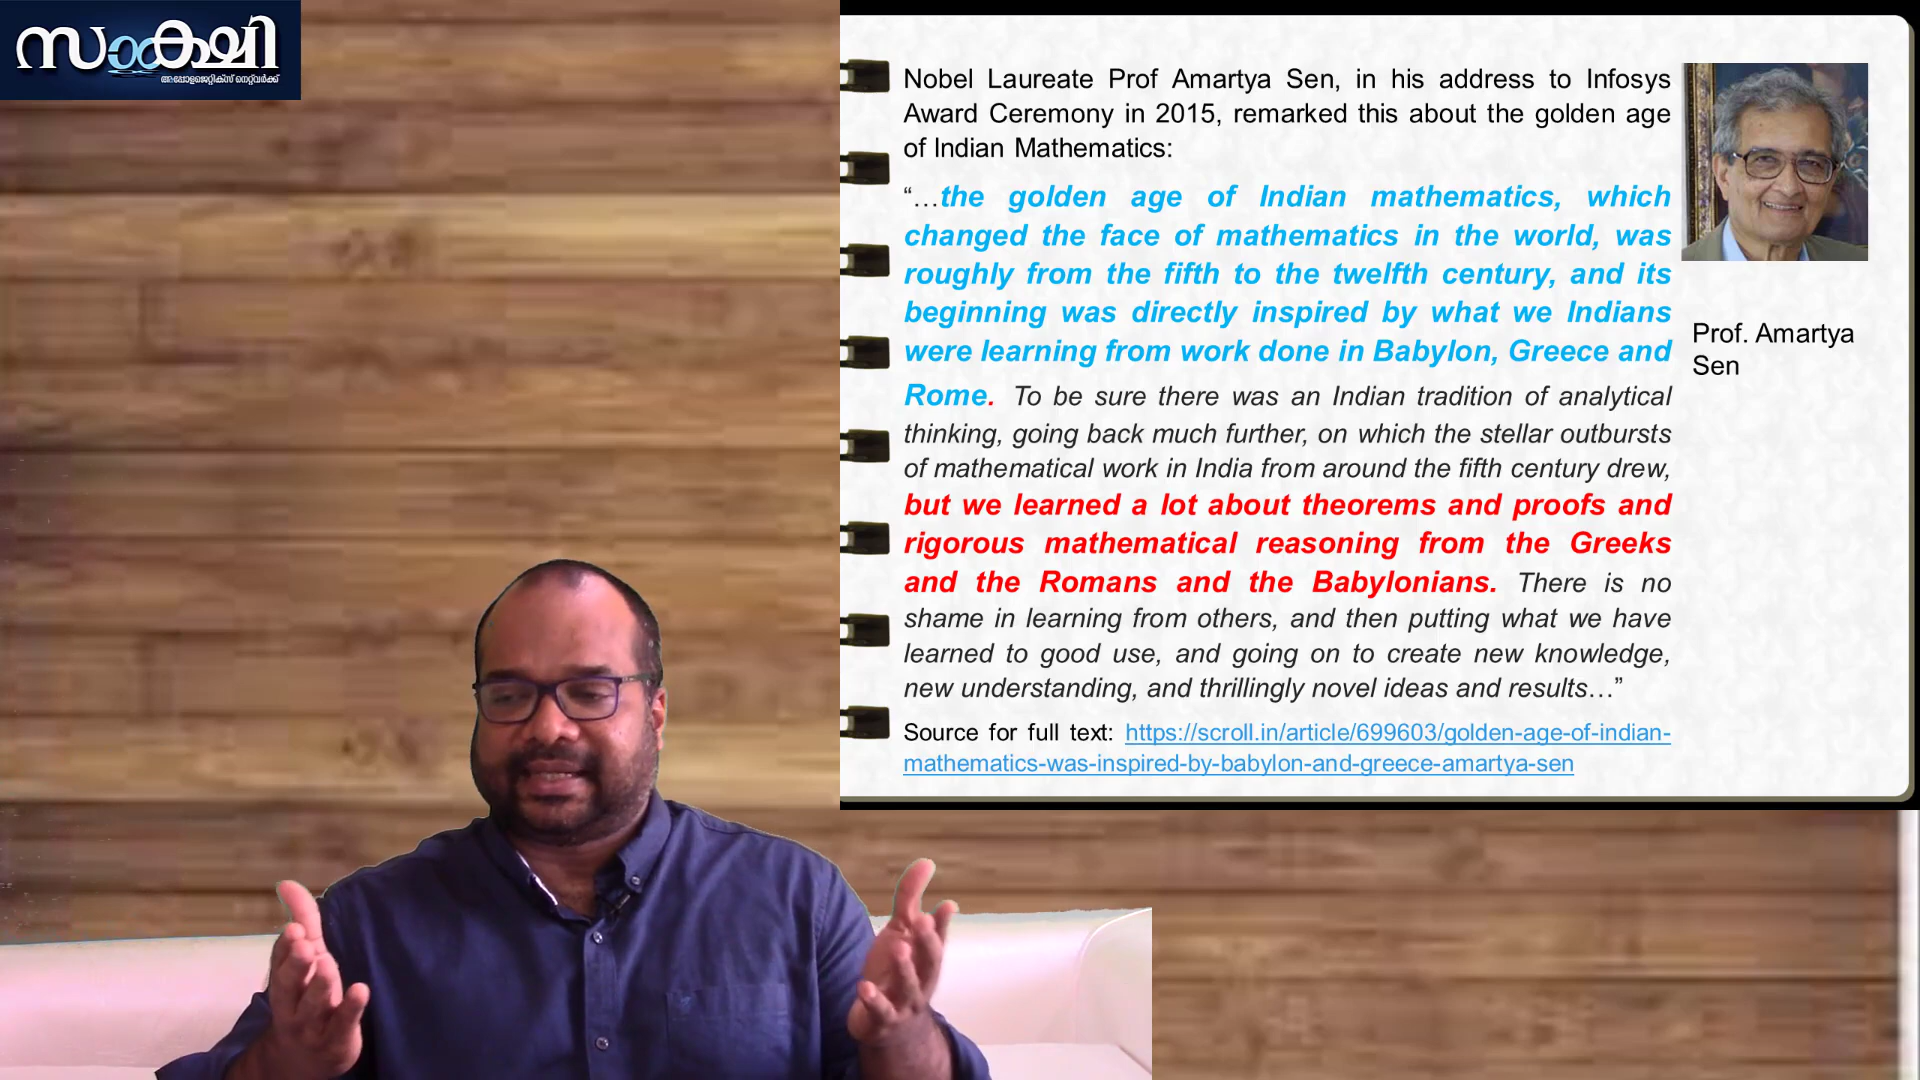 സാക്ഷി
അപ്പോളജെറ്റിക്സ് നെറ്റ്‌വർക്ക്
Nobel Laureate Prof Amartya Sen, in his address to Infosys
Award Ceremony in 2015, remarked this about the golden age
of Indian Mathematics:
“…the golden age of Indian mathematics, which
changed the face of mathematics in the world, was
roughly from the fifth to the twelfth century, and its
beginning was directly inspired by what we Indians
were learning from work done in Babylon, Greece and
Rome. To be sure there was an Indian tradition of analytical
thinking, going back much further, on which the stellar outbursts
of mathematical work in India from around the fifth century drew,
but we learned a lot about theorems and proofs and
rigorous mathematical reasoning from the Greeks
and the Romans and the Babylonians. There is no
shame in learning from others, and then putting what we have
learned to good use, and going on to create new knowledge,
new understanding, and thrillingly novel ideas and results…”
Source for full text: https://scroll.in/article/699603/golden-age-of-indian-
mathematics-was-inspired-by-babylon-and-greece-amartya-sen
Prof. Amartya
Sen